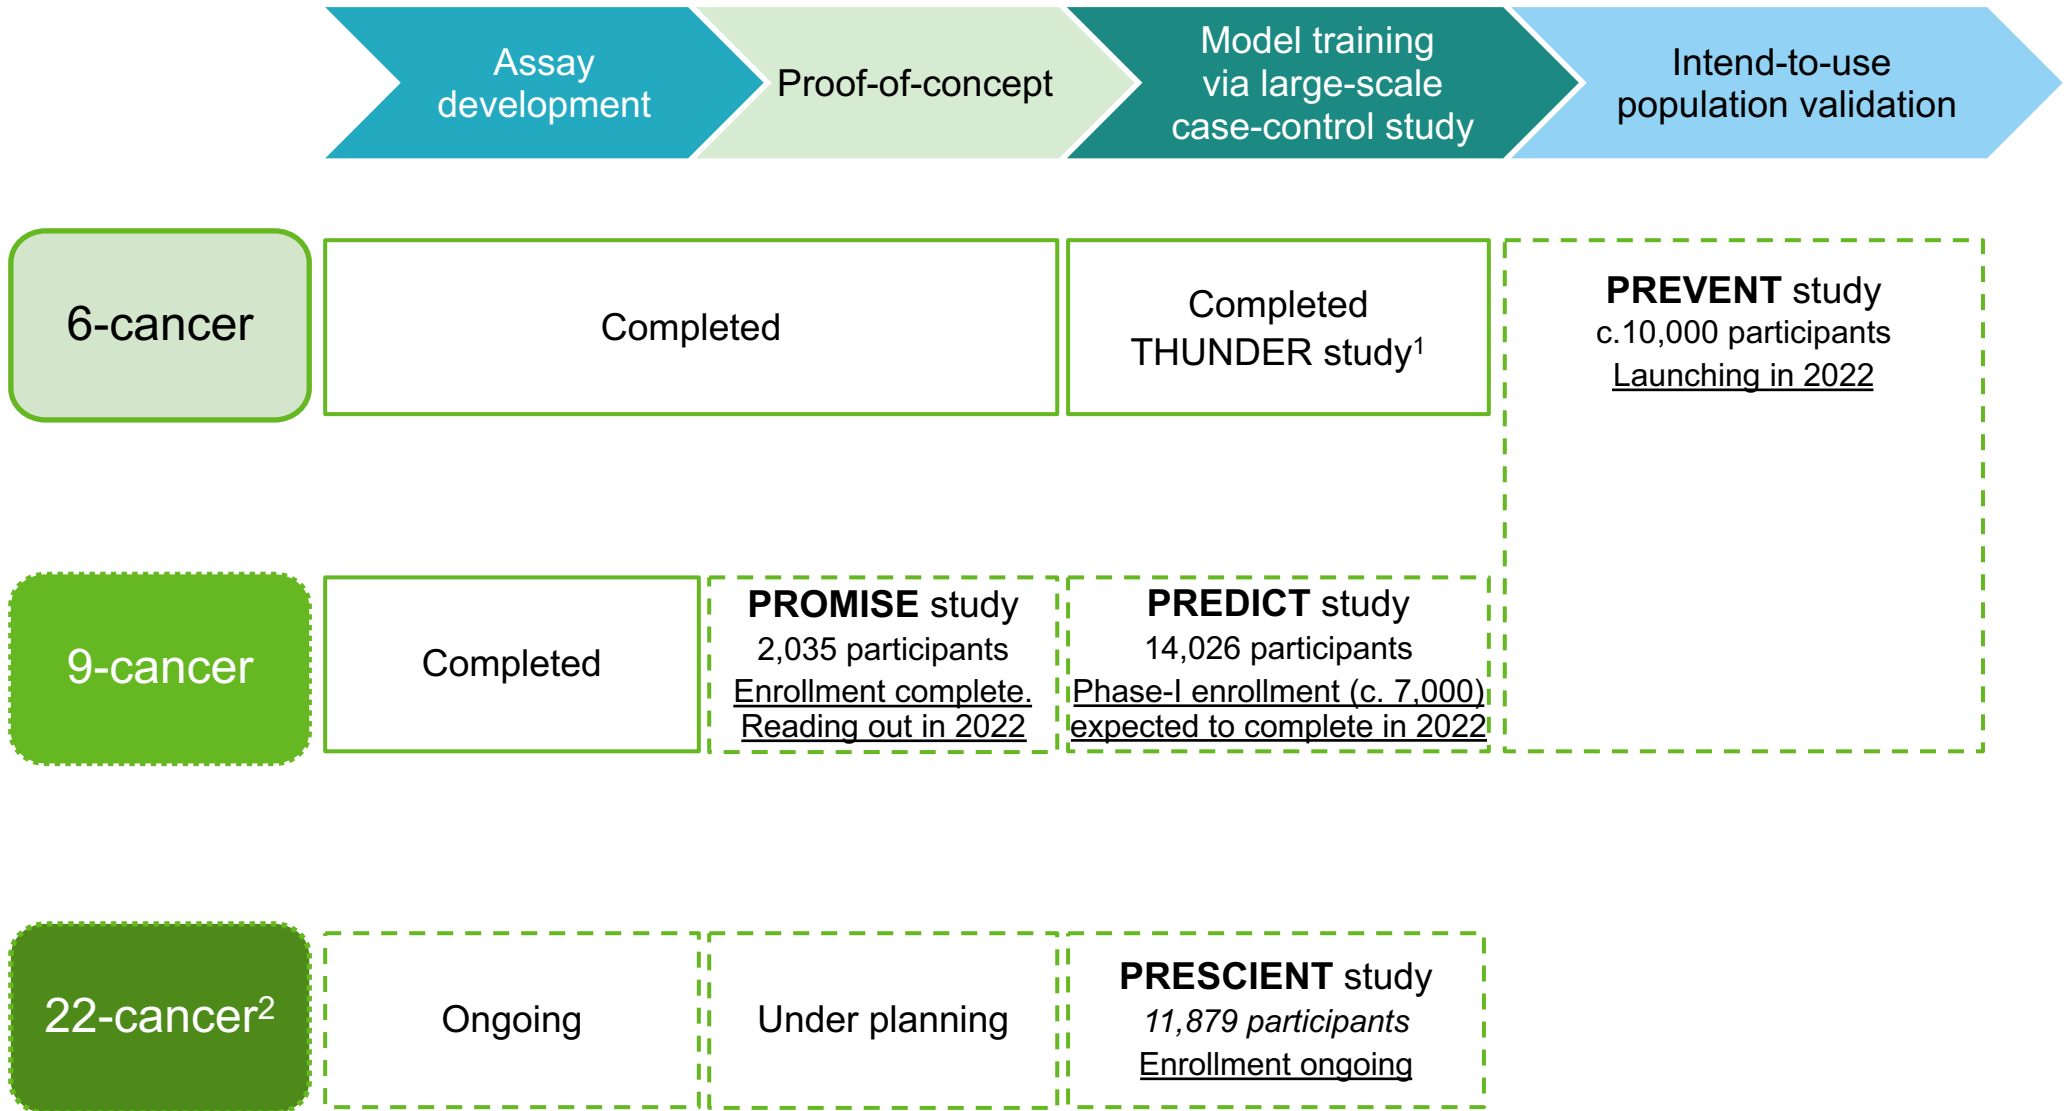 Assay
development
Proof-of-concept
Model training
via large-scale
case-control study
Intend-to-use
population validation
6-cancer
Completed
Completed
THUNDER study¹
PREVENT study
c.10,000 participants
Launching in 2022
9-cancer
Completed
PROMISE study
2,035 participants
Enrollment complete.
Reading out in 2022
PREDICT study
14,026 participants
Phase-I enrollment (c. 7,000)
expected to complete in 2022
22-cancer²
Ongoing
Under planning
PRESCIENT study
11,879 participants
Enrollment ongoing